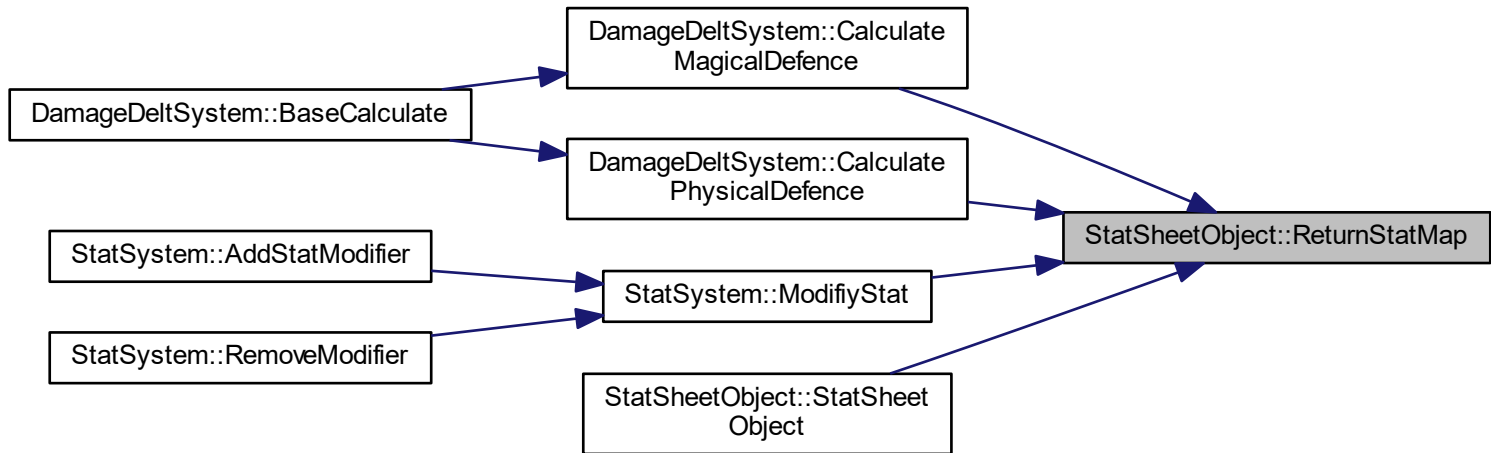 DamageDeltSystem::Calculate
MagicalDefence
DamageDeltSystem::BaseCalculate
DamageDeltSystem::Calculate
PhysicalDefence
StatSheetObject::ReturnStatMap
StatSystem::AddStatModifier
StatSystem::ModifiyStat
StatSystem::RemoveModifier
StatSheetObject::StatSheet
Object